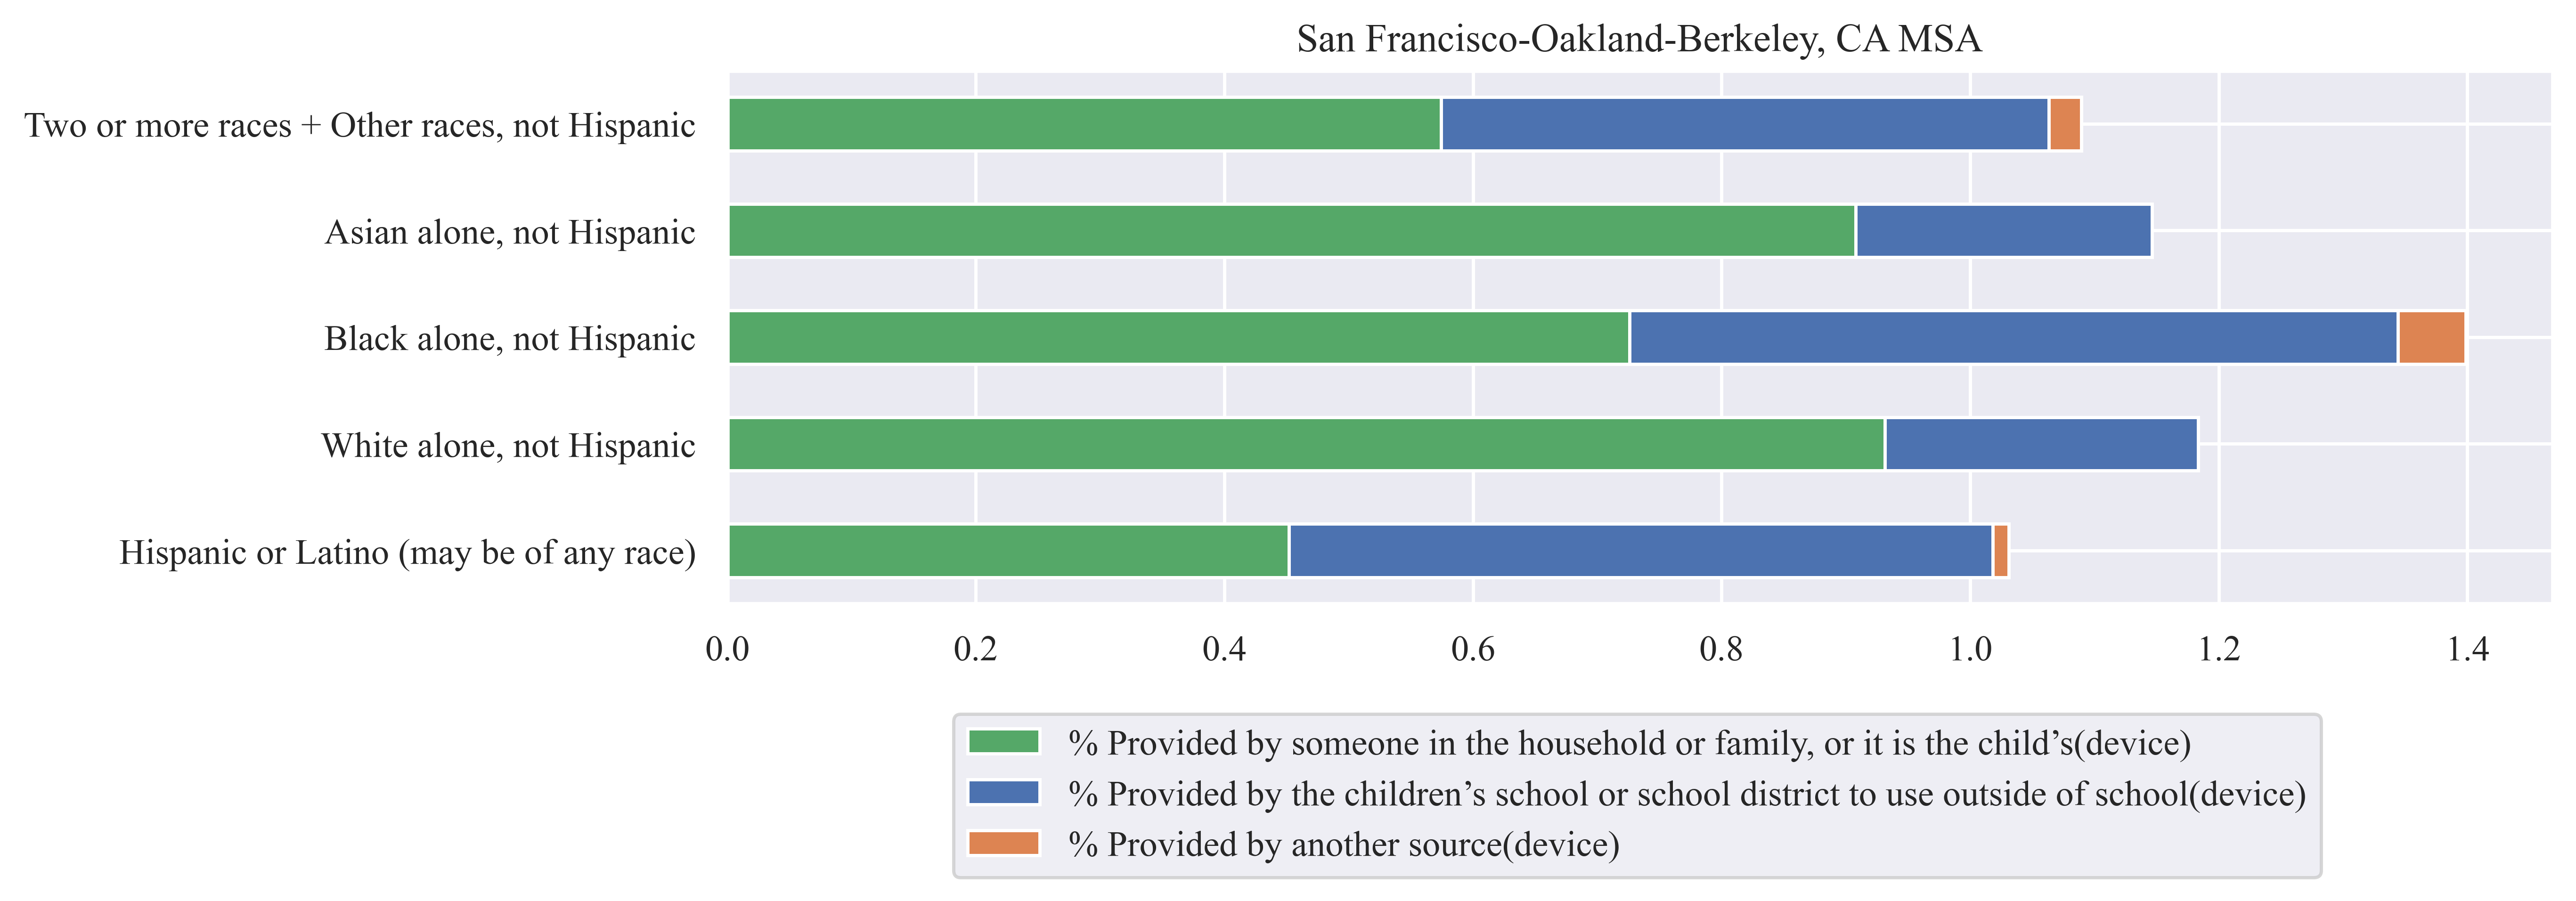 San Francisco-Oakland-Berkeley, CA MSA
Two or more races + Other races, not Hispanic
Asian alone, not Hispanic
Black alone, not Hispanic
White alone, not Hispanic
Hispanic or Latino (may be of any race)
0.0 0.2 0.4 0.6 0.8 1.0 1.2 1.4
% Provided by someone in the household or family, or it is the child’s(device)
% Provided by the children’s school or school district to use outside of school(device)
% Provided by another source(device)